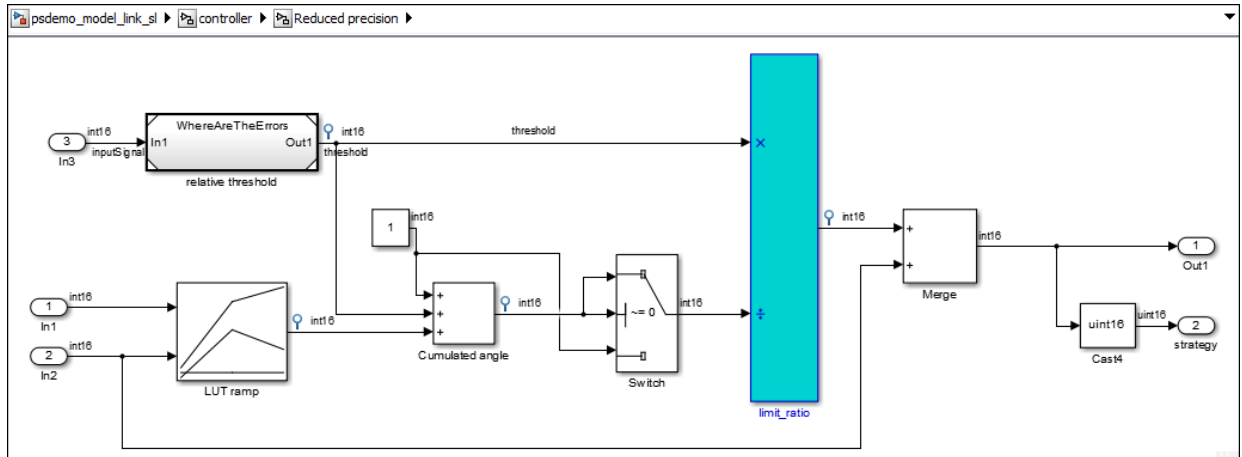 psdemo_model_link_sl ▶ controller ▶ Reduced precision ▶
3
In3
int16
inputSignal
WhereAreTheErrors
In1
Out1
relative threshold
int16
threshold
threshold
×
1
int16
1
In1
int16
2
In2
int16
LUT ramp
int16
+
+
+
Cumulated angle
int16
~= 0
Switch
int16
÷
limit_ratio
int16
+
+
Merge
int16
1
Out1
uint16
Cast4
uint16
2
strategy